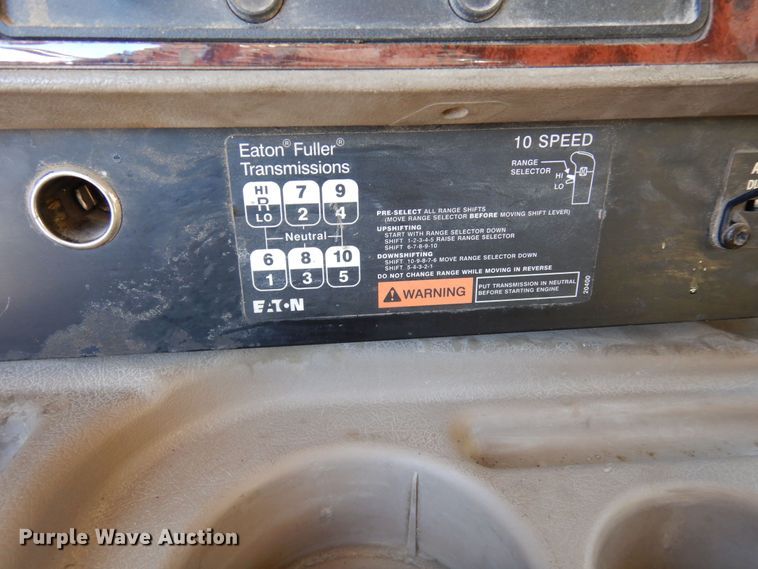 Eaton® Fuller®
Transmissions
10 SPEED
RANGE
SELECTOR
HI
LO
HI
R
LO
7
2
9
4
Neutral
6
1
8
3
10
5
EAT·N
PRE-SELECT ALL RANGE SHIFTS
(MOVE RANGE SELECTOR BEFORE MOVING SHIFT LEVER)
UPSHIFTING
START WITH RANGE SELECTOR DOWN
SHIFT 1-2-3-4-5 RAISE RANGE SELECTOR
SHIFT 6-7-8-9-10
DOWNSHIFTING
SHIFT 10-9-8-7-6 MOVE RANGE SELECTOR DOWN
SHIFT 5-4-3-2-1
DO NOT CHANGE RANGE WHILE MOVING IN REVERSE
WARNING
PUT TRANSMISSION IN NEUTRAL
BEFORE STARTING ENGINE
20400
Purple Wave Auction